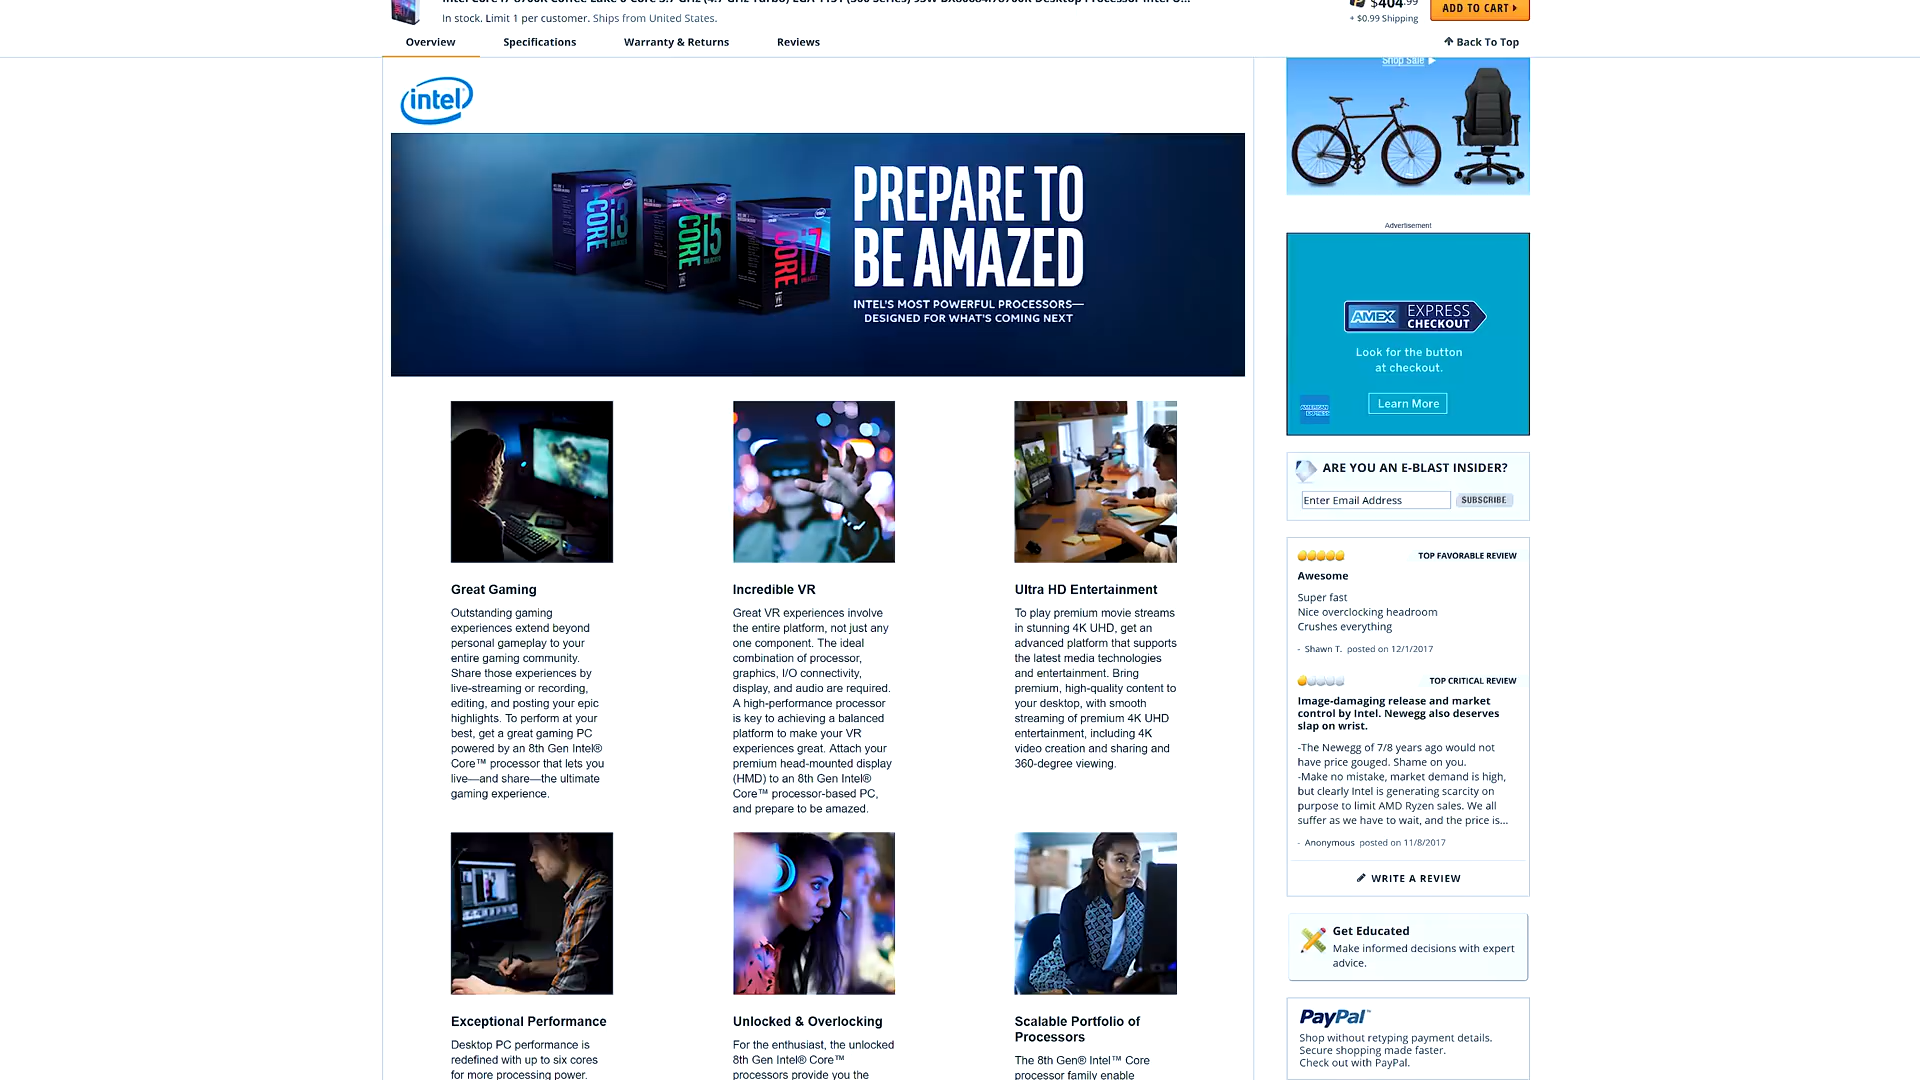 In stock. Limit 1 per customer. Ships from United States.
$404.99
+ $0.99 Shipping
ADD TO CART
Overview
Specifications
Warranty & Returns
Reviews
Back To Top
intel
CORE i3
CORE i5
CORE i7
PREPARE TO
BE AMAZED
INTEL'S MOST POWERFUL PROCESSORS—
DESIGNED FOR WHAT'S COMING NEXT
Great Gaming
Outstanding gaming
experiences extend beyond
personal gameplay to your
entire gaming community.
Share those experiences by
live-streaming or recording,
editing, and posting your epic
highlights. To perform at your
best, get a great gaming PC
powered by an 8th Gen Intel®
Core™ processor that lets you
live—and share—the ultimate
gaming experience.
Incredible VR
Great VR experiences involve
the entire platform, not just any
one component. The ideal
combination of processor,
graphics, I/O connectivity,
display, and audio are required.
A high-performance processor
is key to achieving a balanced
platform to make your VR
experiences great. Attach your
premium head-mounted display
(HMD) to an 8th Gen Intel®
Core™ processor-based PC,
and prepare to be amazed.
Ultra HD Entertainment
To play premium movie streams
in stunning 4K UHD, get an
advanced platform that supports
the latest media technologies
and entertainment. Bring
premium, high-quality content to
your desktop, with smooth
streaming of premium 4K UHD
entertainment, including 4K
video creation and sharing and
360-degree viewing.
Exceptional Performance
Desktop PC performance is
redefined with up to six cores
for more processing power.
Unlocked & Overlocking
For the enthusiast, the unlocked
8th Gen Intel® Core™
processors provide you the
Scalable Portfolio of
Processors
The 8th Gen® Intel™ Core
processor family enable
Shop Sale
Advertisement
AMEX EXPRESS
CHECKOUT
Look for the button
at checkout.
Learn More
AMERICAN
EXPRESS
ARE YOU AN E-BLAST INSIDER?
Enter Email Address
SUBSCRIBE
TOP FAVORABLE REVIEW
Awesome
Super fast
Nice overclocking headroom
Crushes everything
- Shawn T. posted on 12/1/2017
TOP CRITICAL REVIEW
Image-damaging release and market
control by Intel. Newegg also deserves
slap on wrist.
-The Newegg of 7/8 years ago would not
have price gouged. Shame on you.
-Make no mistake, market demand is high,
but clearly Intel is generating scarcity on
purpose to limit AMD Ryzen sales. We all
suffer as we have to wait, and the price is...
- Anonymous posted on 11/8/2017
WRITE A REVIEW
Get Educated
Make informed decisions with expert
advice.
PayPal™
Shop without retyping payment details.
Secure shopping made faster.
Check out with PayPal.